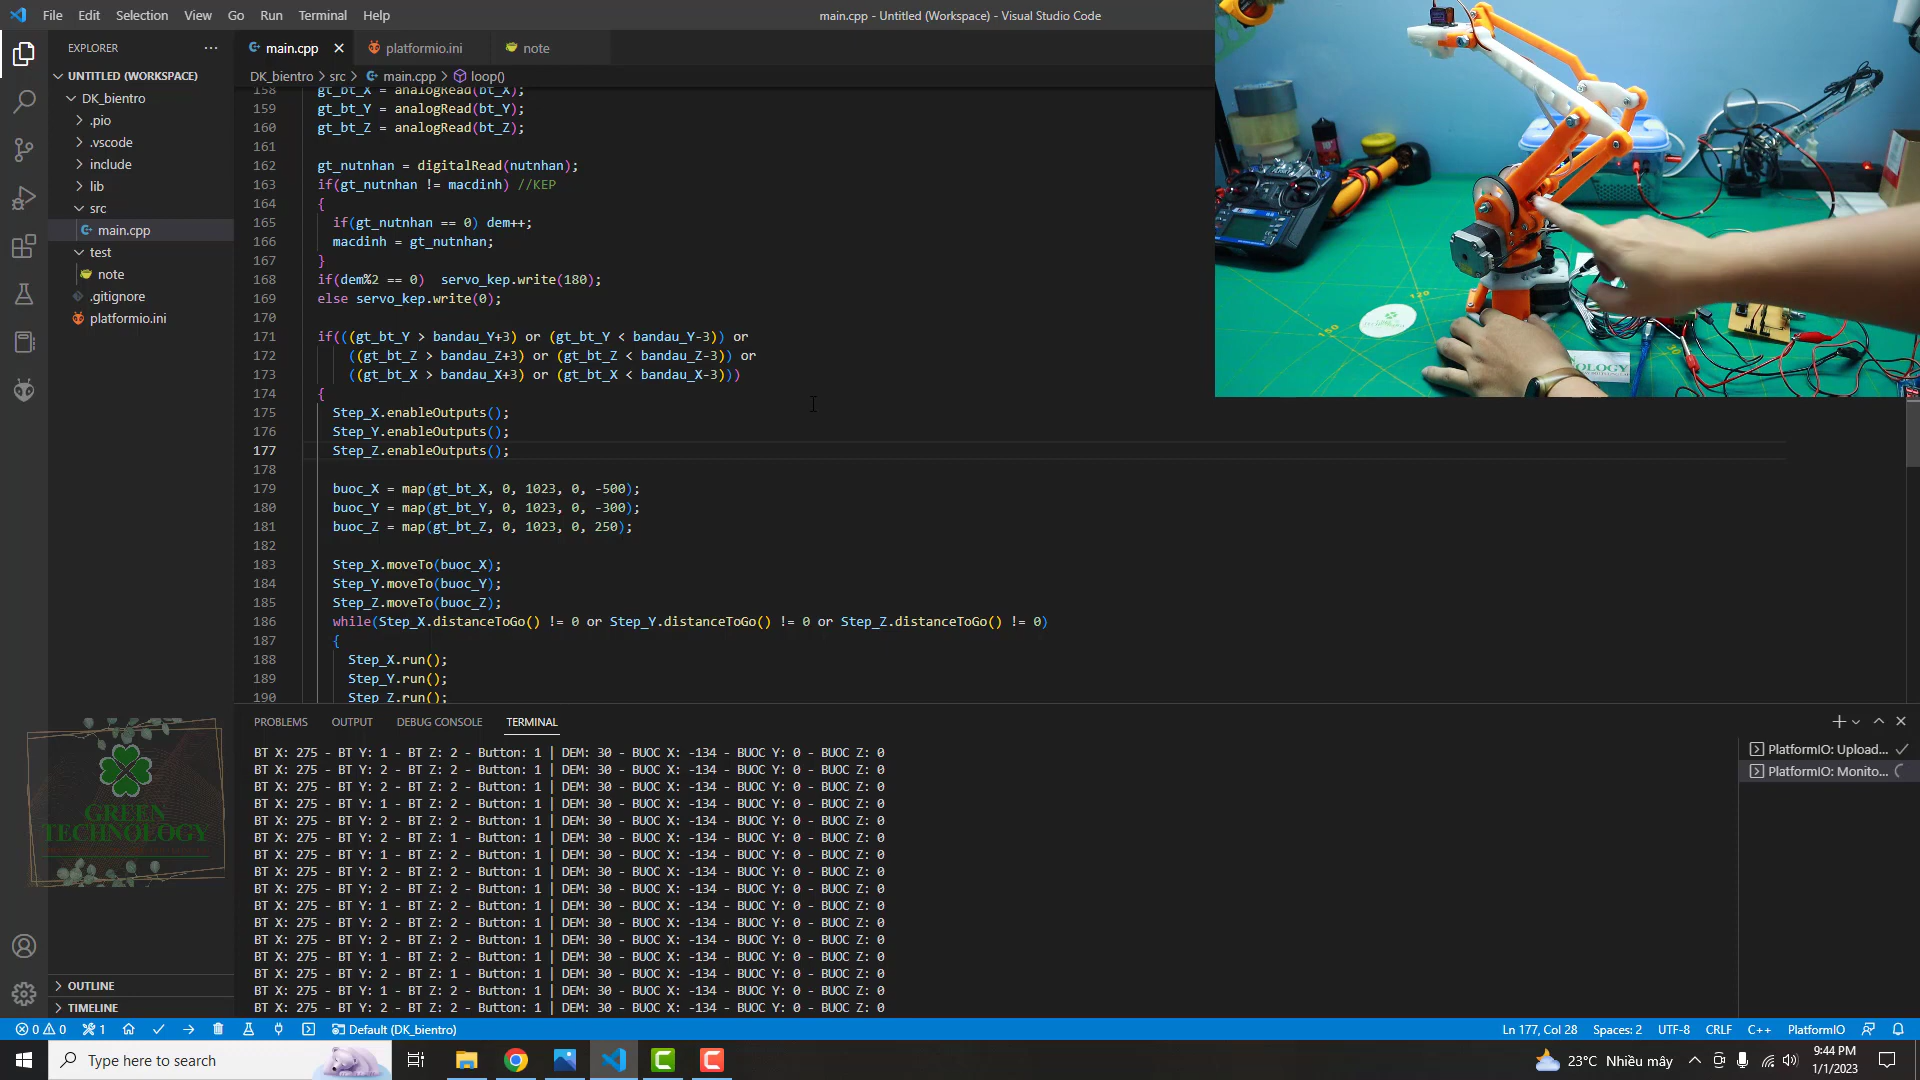 File Edit Selection View Go Run Terminal Help
main.cpp - Untitled (Workspace) - Visual Studio Code
EXPLORER
UNTITLED (WORKSPACE)
DK_bientro
.pio
.vscode
include
lib
src
main.cpp
test
note
.gitignore
platformio.ini
OUTLINE
TIMELINE
main.cpp platformio.ini note
DK_bientro > src > main.cpp > loop()
158 gt_bt_X = analogRead(bt_X);
159 gt_bt_Y = analogRead(bt_Y);
160 gt_bt_Z = analogRead(bt_Z);
161
162 gt_nutnhan = digitalRead(nutnhan);
163 if(gt_nutnhan != macdinh) //KEP
164 {
165 if(gt_nutnhan == 0) dem++;
166 macdinh = gt_nutnhan;
167 }
168 if(dem%2 == 0) servo_kep.write(180);
169 else servo_kep.write(0);
170
171 if(((gt_bt_Y > bandau_Y+3) or (gt_bt_Y < bandau_Y-3)) or
172 ((gt_bt_Z > bandau_Z+3) or (gt_bt_Z < bandau_Z-3)) or
173 ((gt_bt_X > bandau_X+3) or (gt_bt_X < bandau_X-3)))
174 {
175 Step_X.enableOutputs();
176 Step_Y.enableOutputs();
177 Step_Z.enableOutputs();
178
179 buoc_X = map(gt_bt_X, 0, 1023, 0, -500);
180 buoc_Y = map(gt_bt_Y, 0, 1023, 0, -300);
181 buoc_Z = map(gt_bt_Z, 0, 1023, 0, 250);
182
183 Step_X.moveTo(buoc_X);
184 Step_Y.moveTo(buoc_Y);
185 Step_Z.moveTo(buoc_Z);
186 while(Step_X.distanceToGo() != 0 or Step_Y.distanceToGo() != 0 or Step_Z.distanceToGo() != 0)
187 {
188 Step_X.run();
189 Step_Y.run();
190 Step_Z.run();
120
150
30
OLOGY
PROBLEMS OUTPUT DEBUG CONSOLE TERMINAL
BT X: 275 - BT Y: 1 - BT Z: 2 - Button: 1 | DEM: 30 - BUOC X: -134 - BUOC Y: 0 - BUOC Z: 0
BT X: 275 - BT Y: 2 - BT Z: 2 - Button: 1 | DEM: 30 - BUOC X: -134 - BUOC Y: 0 - BUOC Z: 0
BT X: 275 - BT Y: 2 - BT Z: 2 - Button: 1 | DEM: 30 - BUOC X: -134 - BUOC Y: 0 - BUOC Z: 0
BT X: 275 - BT Y: 1 - BT Z: 2 - Button: 1 | DEM: 30 - BUOC X: -134 - BUOC Y: 0 - BUOC Z: 0
BT X: 275 - BT Y: 2 - BT Z: 2 - Button: 1 | DEM: 30 - BUOC X: -134 - BUOC Y: 0 - BUOC Z: 0
BT X: 275 - BT Y: 2 - BT Z: 1 - Button: 1 | DEM: 30 - BUOC X: -134 - BUOC Y: 0 - BUOC Z: 0
BT X: 275 - BT Y: 1 - BT Z: 2 - Button: 1 | DEM: 30 - BUOC X: -134 - BUOC Y: 0 - BUOC Z: 0
BT X: 275 - BT Y: 2 - BT Z: 2 - Button: 1 | DEM: 30 - BUOC X: -134 - BUOC Y: 0 - BUOC Z: 0
BT X: 275 - BT Y: 2 - BT Z: 2 - Button: 1 | DEM: 30 - BUOC X: -134 - BUOC Y: 0 - BUOC Z: 0
BT X: 275 - BT Y: 1 - BT Z: 2 - Button: 1 | DEM: 30 - BUOC X: -134 - BUOC Y: 0 - BUOC Z: 0
BT X: 275 - BT Y: 2 - BT Z: 2 - Button: 1 | DEM: 30 - BUOC X: -134 - BUOC Y: 0 - BUOC Z: 0
BT X: 275 - BT Y: 2 - BT Z: 2 - Button: 1 | DEM: 30 - BUOC X: -134 - BUOC Y: 0 - BUOC Z: 0
BT X: 275 - BT Y: 1 - BT Z: 2 - Button: 1 | DEM: 30 - BUOC X: -134 - BUOC Y: 0 - BUOC Z: 0
BT X: 275 - BT Y: 2 - BT Z: 1 - Button: 1 | DEM: 30 - BUOC X: -134 - BUOC Y: 0 - BUOC Z: 0
BT X: 275 - BT Y: 1 - BT Z: 2 - Button: 1 | DEM: 30 - BUOC X: -134 - BUOC Y: 0 - BUOC Z: 0
BT X: 275 - BT Y: 2 - BT Z: 2 - Button: 1 | DEM: 30 - BUOC X: -134 - BUOC Y: 0 - BUOC Z: 0
PlatformIO: Upload...
PlatformIO: Monito...
GREEN
TECHNOLOGY
0 0 1 Default (DK_bientro)
Ln 177, Col 28 Spaces: 2 UTF-8 CRLF C++ PlatformIO
Type here to search
23°C Nhiều mây
9:44 PM
1/1/2023